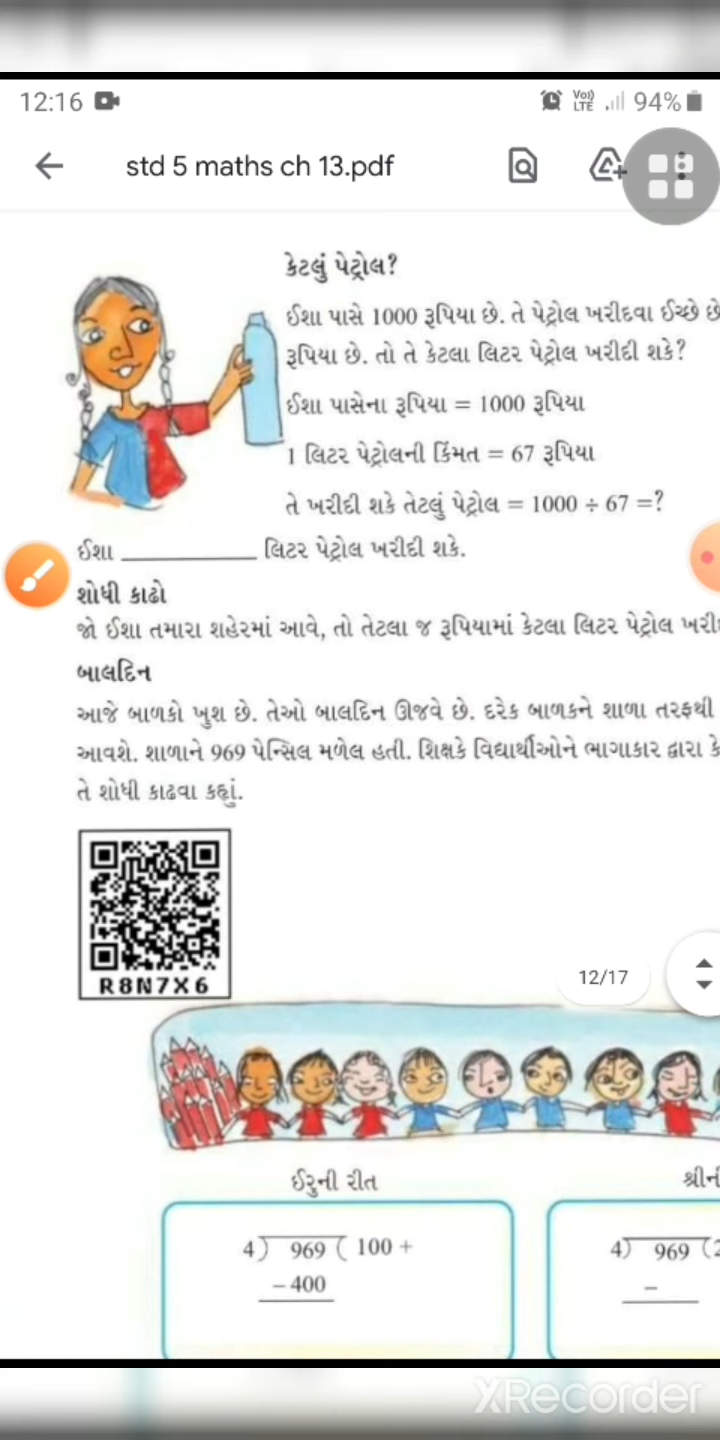 12:16
Vo)) LTE 94%
std 5 maths ch 13.pdf
કેટલું પેટ્રોલ?
ઈશા પાસે 1000 રૂપિયા છે. તે પેટ્રોલ ખરીદવા ઈચ્છે છે
રૂપિયા છે. તો તે કેટલા લિટર પેટ્રોલ ખરીદી શકે?
ઈશા પાસેના રૂપિયા = 1000 રૂપિયા
1 લિટર પેટ્રોલની કિંમત = 67 રૂપિયા
તે ખરીદી શકે તેટલું પેટ્રોલ = 1000 ÷ 67 =?
ઈશા ____________ લિટર પેટ્રોલ ખરીદી શકે.
શોધી કાઢો
જો ઈશા તમારા શહેરમાં આવે, તો તેટલા જ રૂપિયામાં કેટલા લિટર પેટ્રોલ
બાલદિન
આજે બાળકો ખુશ છે. તેઓ બાલદિન ઊજવે છે. દરેક બાળકને શાળા તરફથી
આવશે. શાળાને 969 પેન્સિલ મળેલ હતી. શિક્ષકે વિદ્યાર્થીઓને ભાગાકાર દ્વારા કે
તે શોધી કાઢવા કહ્યું.
R8N7X6
12/17
ઈરુની રીત
4) 969 ( 100 +
– 400
4) 969 (2
–
XRecorder